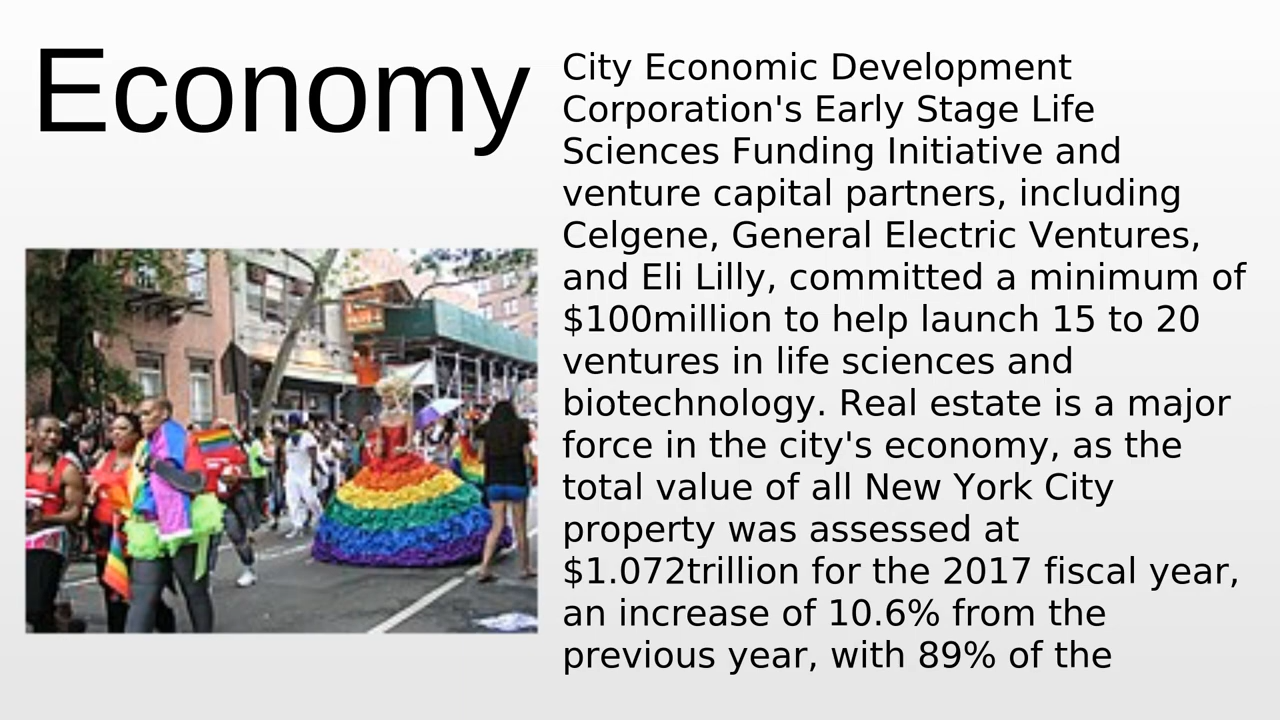 Economy
City Economic Development
Corporation's Early Stage Life
Sciences Funding Initiative and
venture capital partners, including
Celgene, General Electric Ventures,
and Eli Lilly, committed a minimum of
$100million to help launch 15 to 20
ventures in life sciences and
biotechnology. Real estate is a major
force in the city's economy, as the
total value of all New York City
property was assessed at
$1.072trillion for the 2017 fiscal year,
an increase of 10.6% from the
previous year, with 89% of the